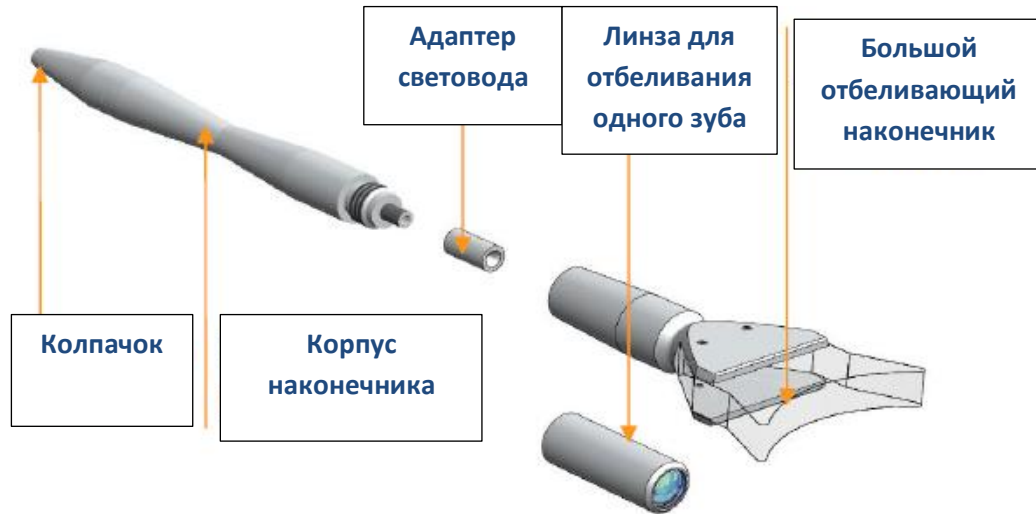 Адаптер
световода
Линза для
отбеливания
одного зуба
Большой
отбеливающий
наконечник
Колпачок
Корпус
наконечника